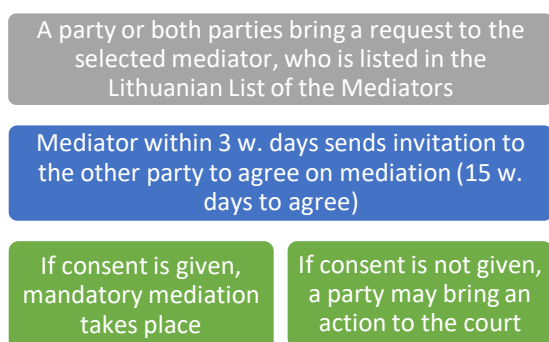 A party or both parties bring a request to the
selected mediator, who is listed in the
Lithuanian List of the Mediators
Mediator within 3 w. days sends invitation to
the other party to agree on mediation (15 w.
days to agree)
If consent is given,
mandatory mediation
takes place
If consent is not given,
a party may bring an
action to the court